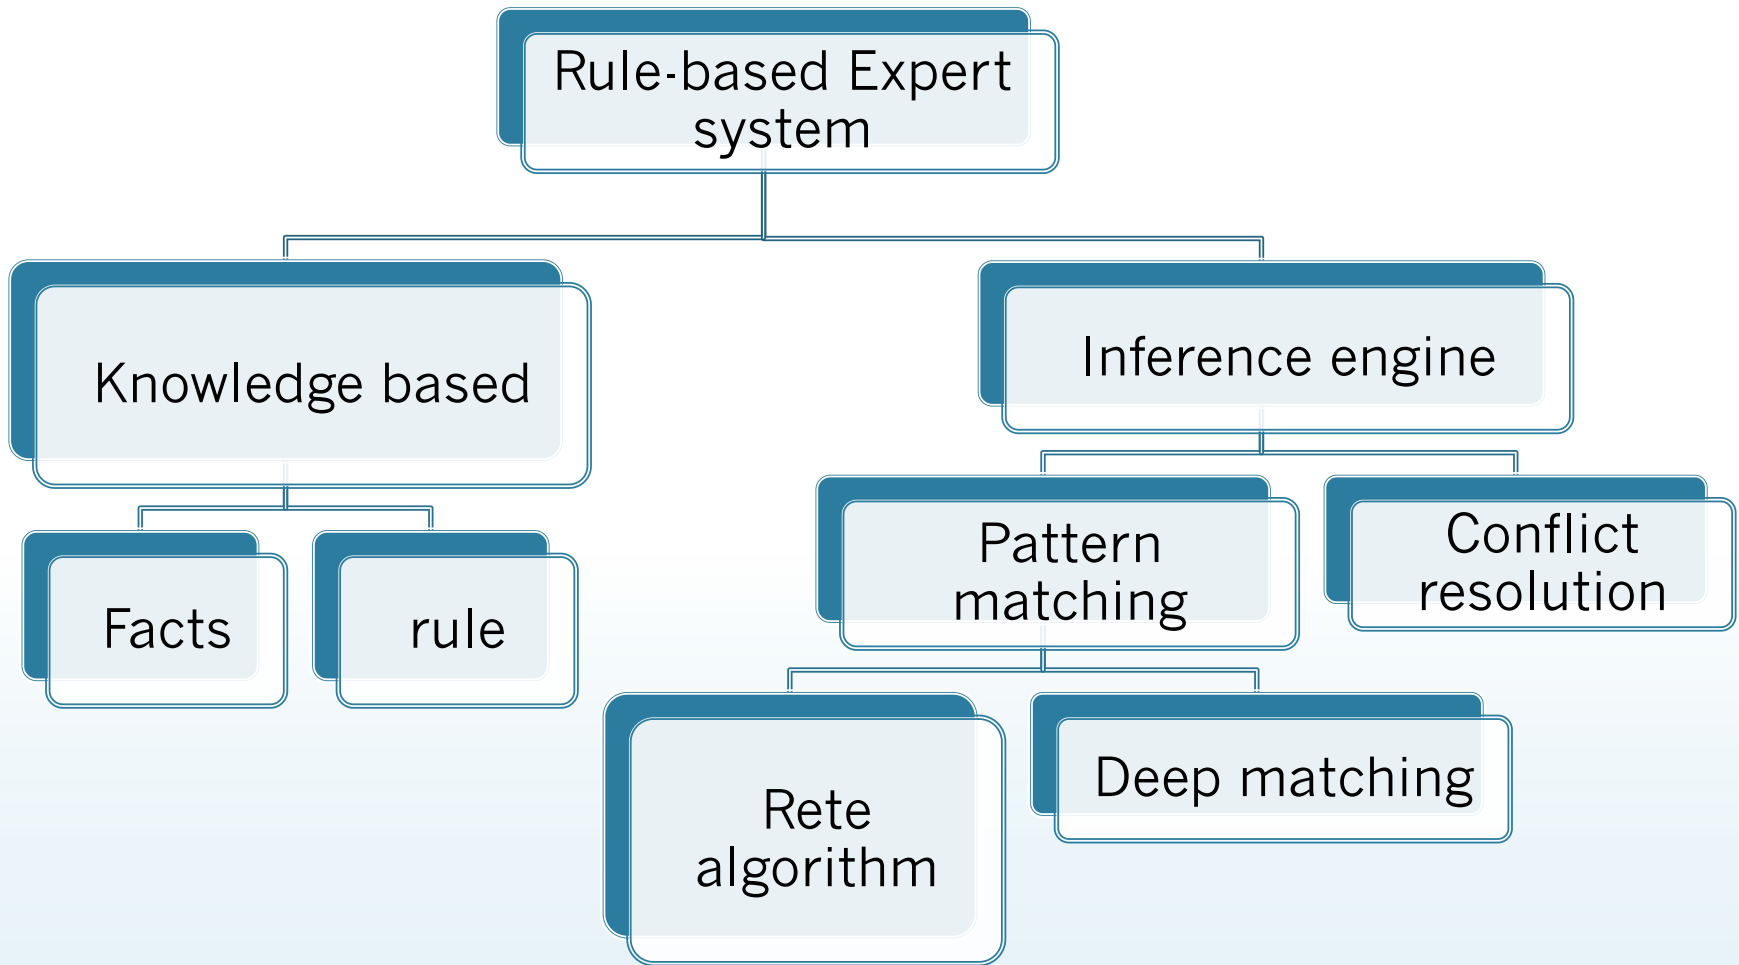 Rule-based Expert
system
Knowledge based
Inference engine
Facts
rule
Pattern
matching
Conflict
resolution
Rete
algorithm
Deep matching